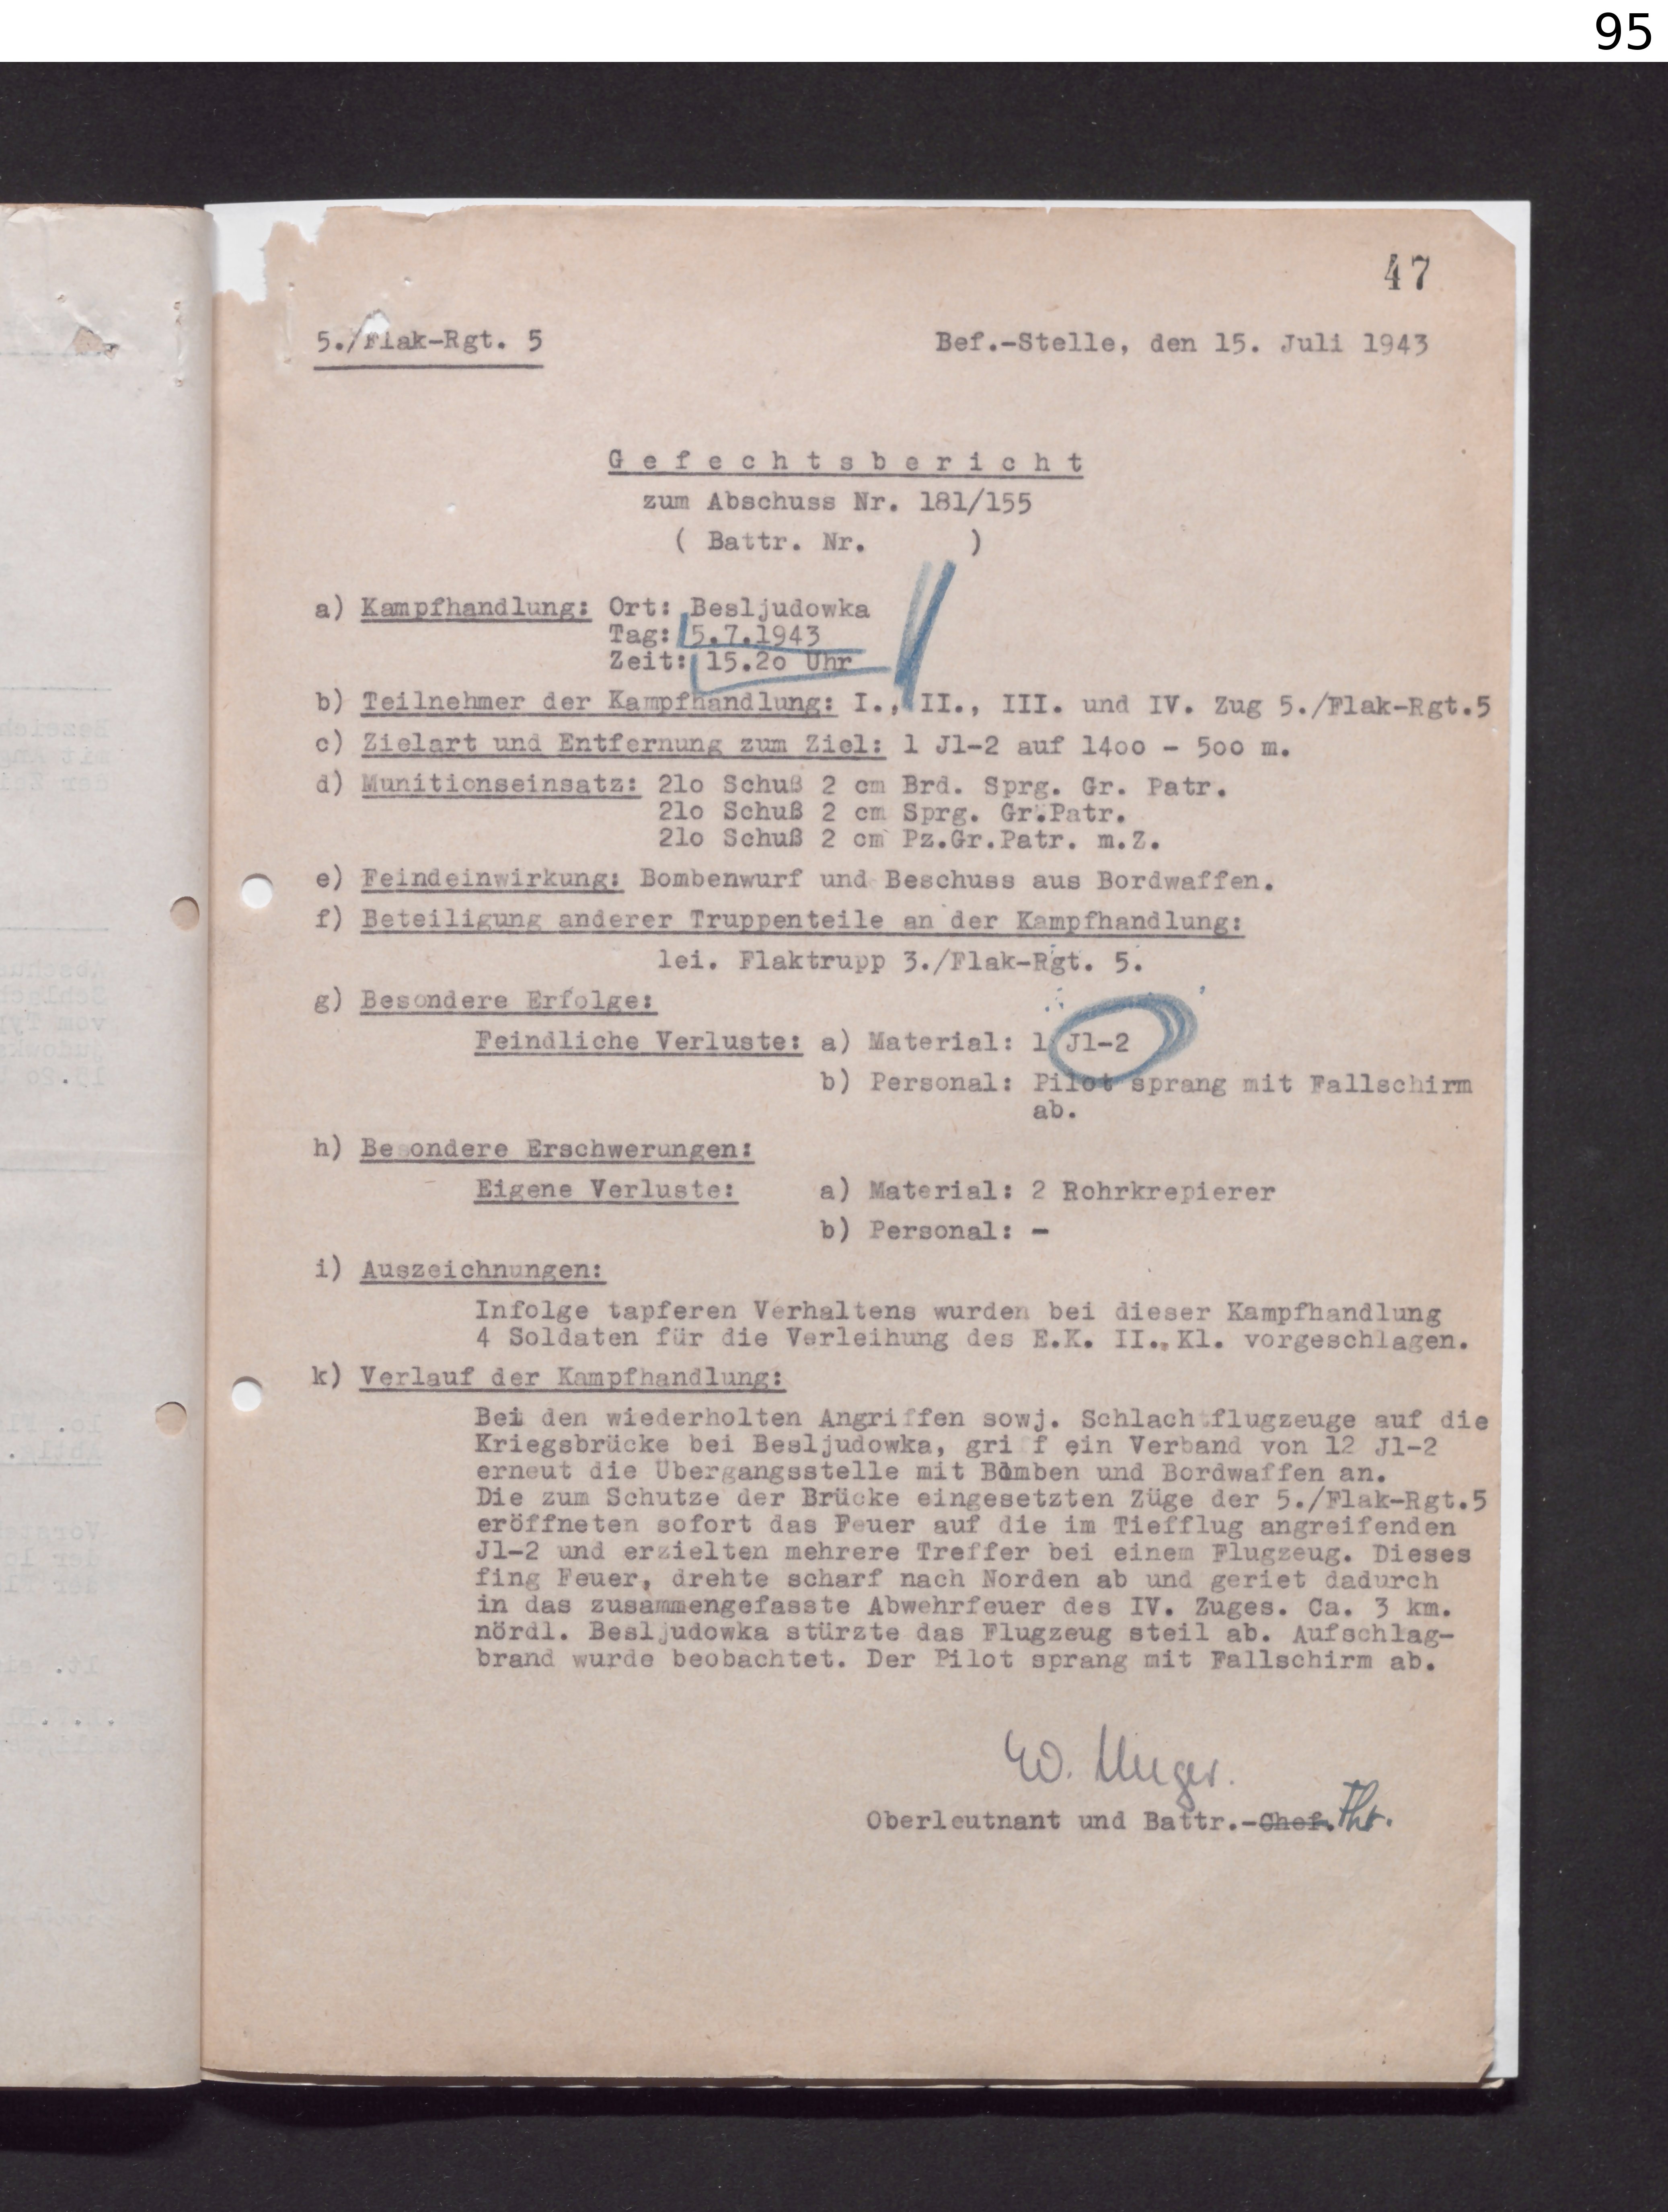 95
47
5./Flak-Rgt. 5
Bef.-Stelle, den 15. Juli 1943
Gefechtsbericht
zum Abschuss Nr. 181/155
( Battr. Nr. )
a) Kampfhandlung: Ort: Besljudowka
Tag: 5.7.1943
Zeit: 15.2o Uhr
b) Teilnehmer der Kampfhandlung: I., II., III. und IV. Zug 5./Flak-Rgt.5
c) Zielart und Entfernung zum Ziel: 1 Jl-2 auf 14oo - 5oo m.
d) Munitionseinsatz: 21o Schuß 2 cm Brd. Sprg. Gr. Patr.
21o Schuß 2 cm Sprg. Gr.Patr.
21o Schuß 2 cm Pz.Gr.Patr. m.Z.
e) Feindeinwirkung: Bombenwurf und Beschuss aus Bordwaffen.
f) Beteiligung anderer Truppenteile an der Kampfhandlung:
lei. Flaktrupp 3./Flak-Rgt. 5.
g) Besondere Erfolge:
Feindliche Verluste: a) Material: 1 Jl-2
b) Personal: Pilot sprang mit Fallschirm
ab.
h) Besondere Erschwerungen:
Eigene Verluste: a) Material: 2 Rohrkrepierer
b) Personal: -
i) Auszeichnungen:
Infolge tapferen Verhaltens wurden bei dieser Kampfhandlung
4 Soldaten für die Verleihung des E.K. II., Kl. vorgeschlagen.
k) Verlauf der Kampfhandlung:
Bei den wiederholten Angriffen sowj. Schlachtflugzeuge auf die
Kriegsbrücke bei Besljudowka, griff ein Verband von 12 Jl-2
erneut die Übergangsstelle mit Bomben und Bordwaffen an.
Die zum Schutze der Brücke eingesetzten Züge der 5./Flak-Rgt.5
eröffneten sofort das Feuer auf die im Tiefflug angreifenden
Jl-2 und erzielten mehrere Treffer bei einem Flugzeug. Dieses
fing Feuer, drehte scharf nach Norden ab und geriet dadurch
in das zusammengefasste Abwehrfeuer des IV. Zuges. Ca. 3 km.
nördl. Besljudowka stürzte das Flugzeug steil ab. Aufschlag-
brand wurde beobachtet. Der Pilot sprang mit Fallschirm ab.
W. Unger.
Oberleutnant und Battr.-Chef. Fhr.